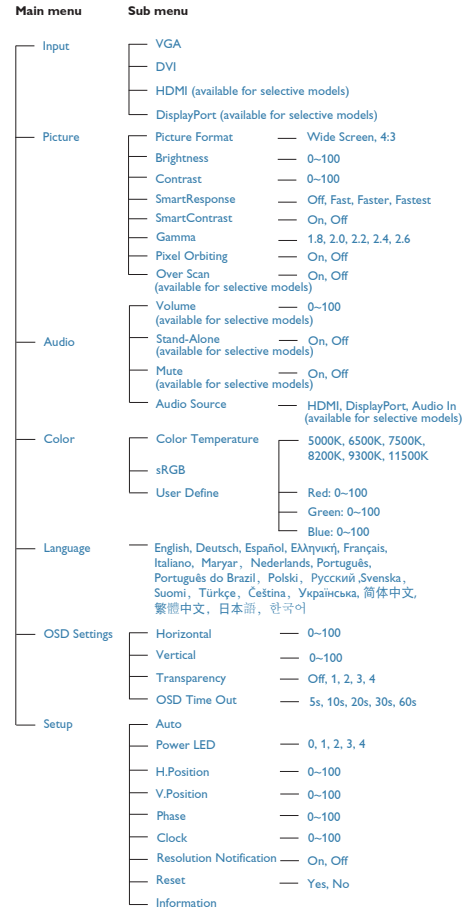 Main menu Sub menu
Input VGA
DVI
HDMI (available for selective models)
DisplayPort (available for selective models)
Picture Picture Format Wide Screen, 4:3
Brightness 0~100
Contrast 0~100
SmartResponse Off, Fast, Faster, Fastest
SmartContrast On, Off
Gamma 1.8, 2.0, 2.2, 2.4, 2.6
Pixel Orbiting On, Off
Over Scan On, Off
(available for selective models)
Volume 0~100
(available for selective models)
Audio Stand-Alone On, Off
(available for selective models)
Mute On, Off
(available for selective models)
Audio Source HDMI, DisplayPort, Audio In
(available for selective models)
Color Color Temperature 5000K, 6500K, 7500K,
8200K, 9300K, 11500K
sRGB
User Define Red: 0~100
Green: 0~100
Blue: 0~100
Language English, Deutsch, Español, Ελληνική, Français,
Italiano, Maryar, Nederlands, Português,
Português do Brazil, Polski, Русский ,Svenska,
Suomi, Türkçe, Čeština, Українська, 简体中文,
繁體中文, 日本語, 한국어
OSD Settings Horizontal 0~100
Vertical 0~100
Transparency Off, 1, 2, 3, 4
OSD Time Out 5s, 10s, 20s, 30s, 60s
Setup Auto
Power LED 0, 1, 2, 3, 4
H.Position 0~100
V.Position 0~100
Phase 0~100
Clock 0~100
Resolution Notification On, Off
Reset Yes, No
Information